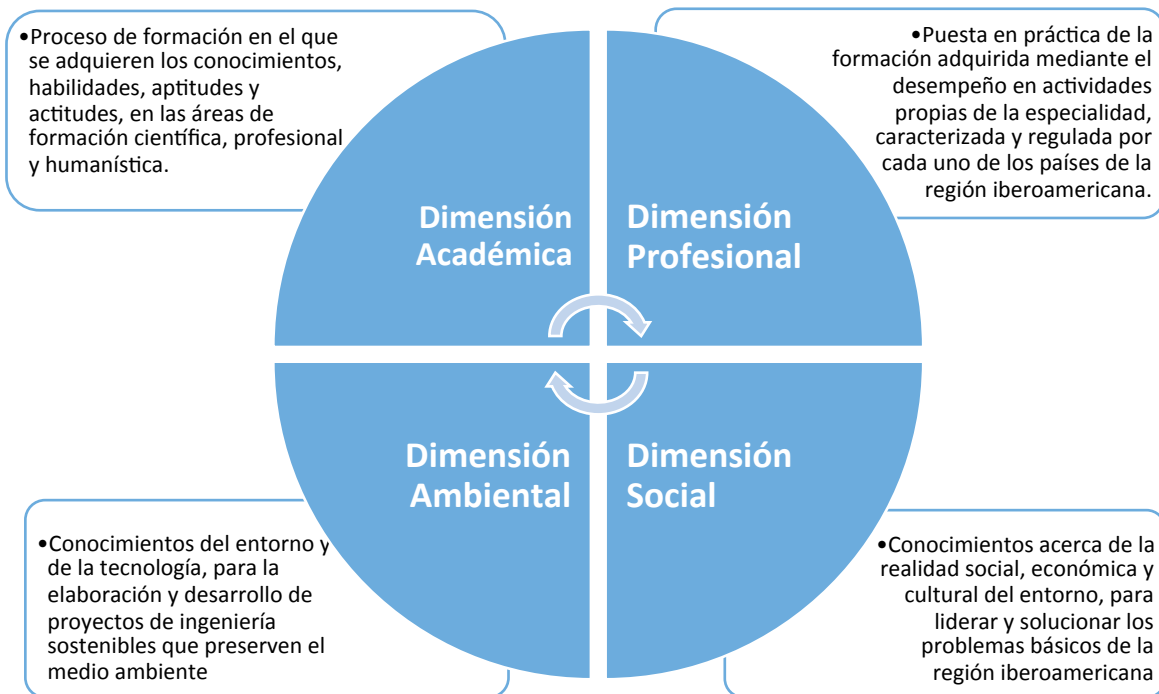 •Proceso de formación en el que
se adquieren los conocimientos,
habilidades, aptitudes y
actitudes, en las áreas de
formación científica, profesional
y humanística.
•Puesta en práctica de la
formación adquirida mediante el
desempeño en actividades
propias de la especialidad,
caracterizada y regulada por
cada uno de los países de la
región iberoamericana.
Dimensión
Académica
Dimensión
Profesional
Dimensión
Ambiental
Dimensión
Social
•Conocimientos del entorno y
de la tecnología, para la
elaboración y desarrollo de
proyectos de ingeniería
sostenibles que preserven el
medio ambiente
•Conocimientos acerca de la
realidad social, económica y
cultural del entorno, para
liderar y solucionar los
problemas básicos de la
región iberoamericana